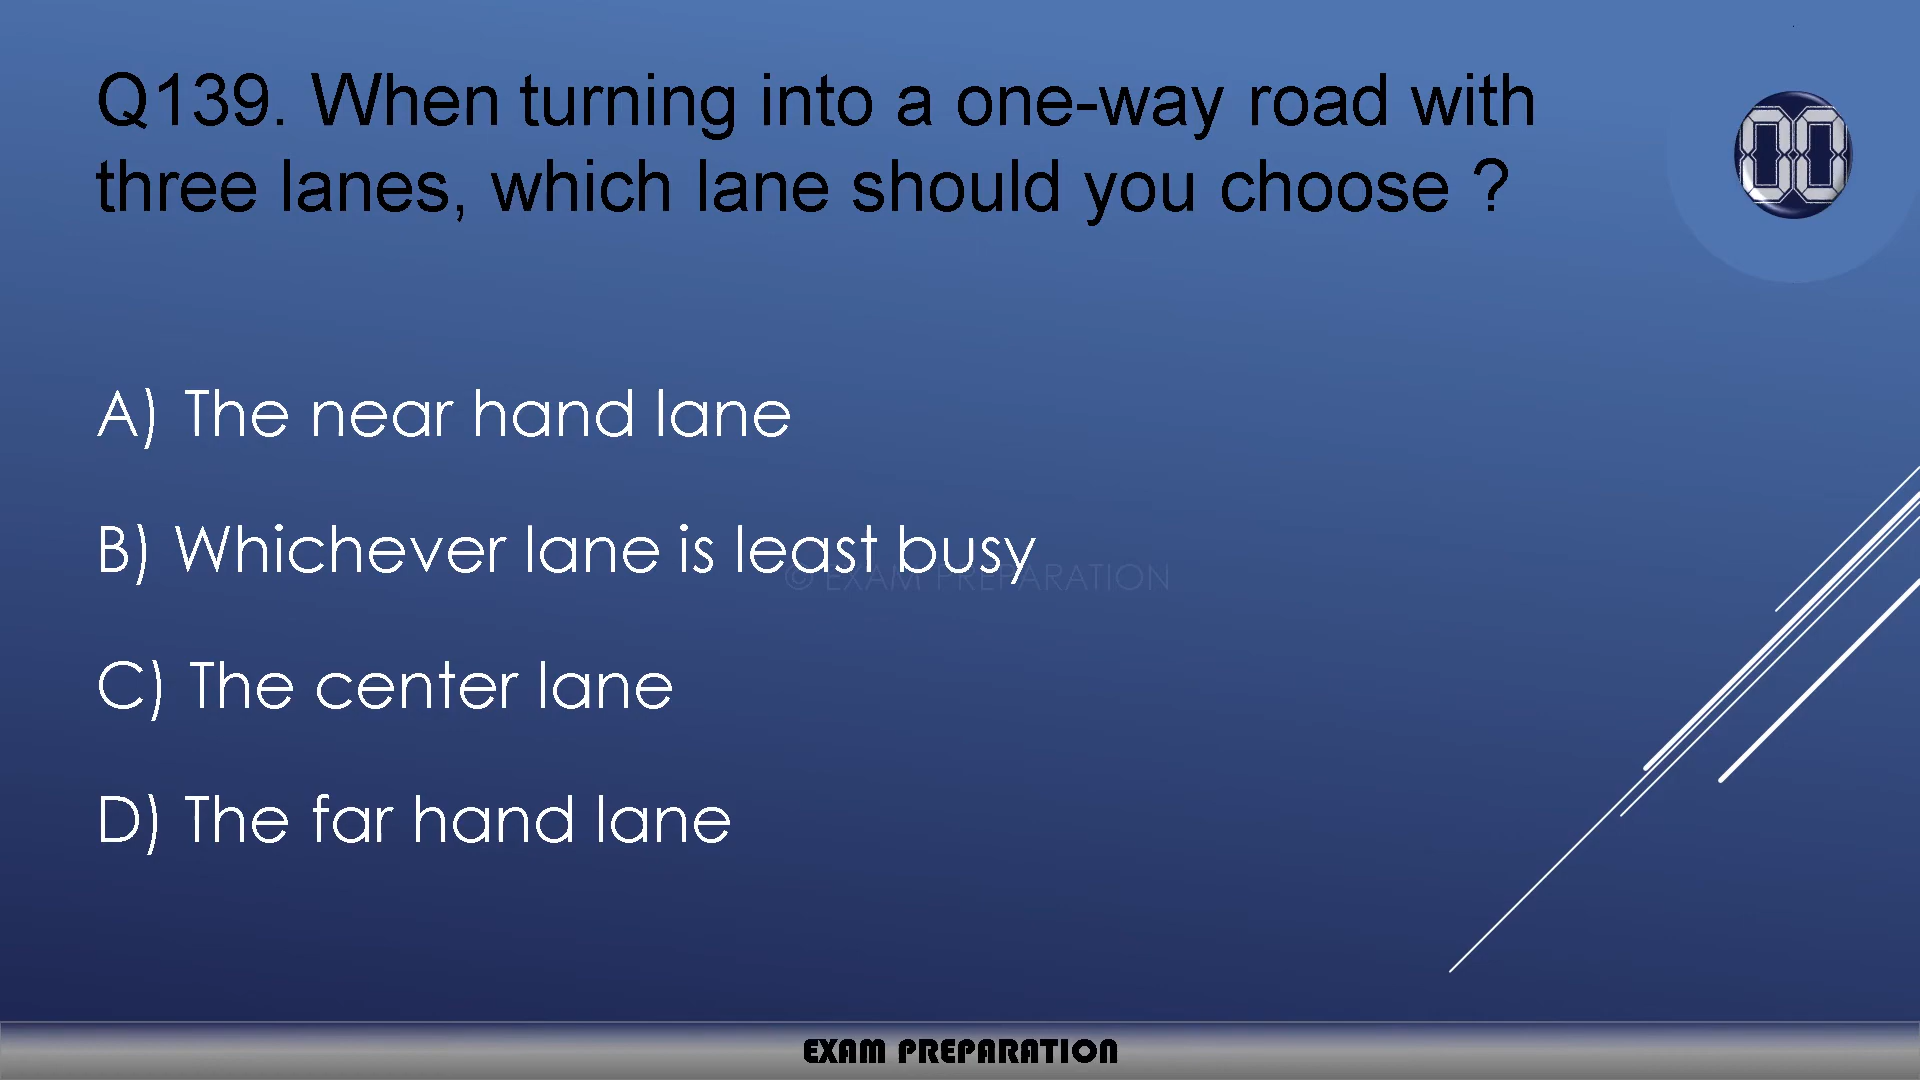 Q139. When turning into a one-way road with
three lanes, which lane should you choose ?
00
A) The near hand lane
B) Whichever lane is least busy
© EXAM PREPARATION
C) The center lane
D) The far hand lane
EXAM PREPARATION